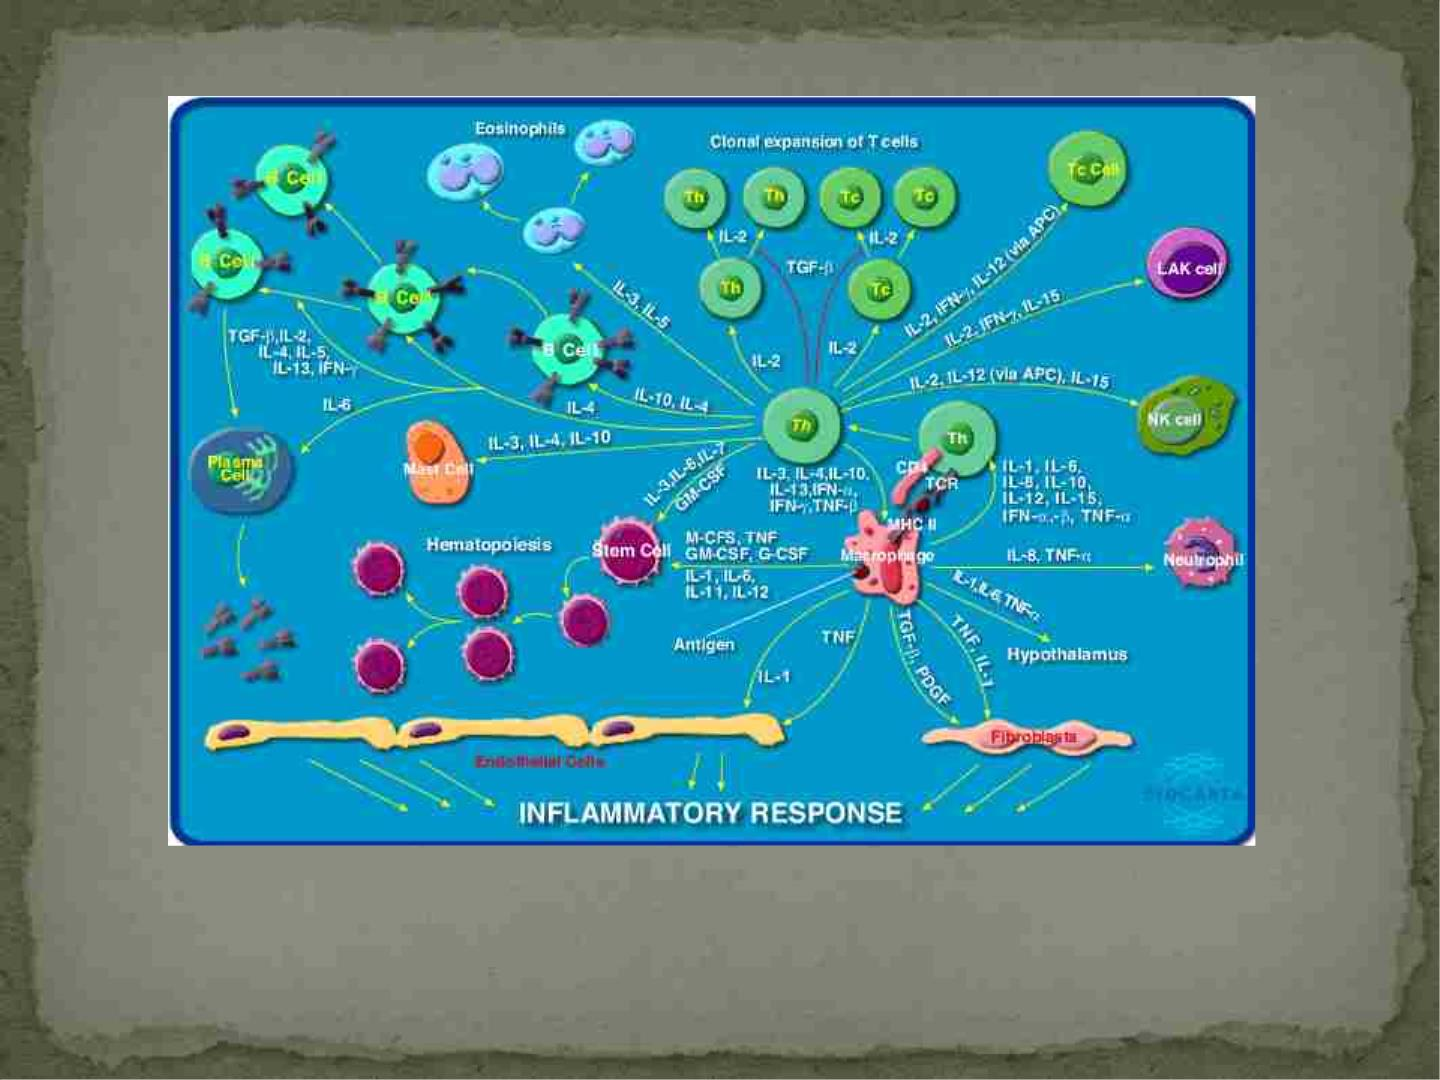 Eosinophils
Clonal expansion of T cells
B Cell
Th
Th
Tc
Tc
Tc Cell
IL-2
IL-2
B Cell
TGF-β
LAK cell
IL-2, IFN-γ, IL-12 (via APC)
B Cell
Th
Tc
IL-3, IL-5
IL-2, IFN-γ, IL-15
TGF-β,IL-2,
IL-4, IL-5,
IL-13, IFN-γ
B Cell
IL-2
IL-2
IL-2, IL-12 (via APC), IL-15
IL-6
IL-4
IL-10, IL-4
NK cell
Th
Th
IL-3, IL-4, IL-10
Plasma
Cell
Mast Cell
IL-3,IL-6,IL-7
GM-CSF
IL-3, IL-4,IL-10,
IL-13,IFN-α,
IFN-γ,TNF-β
CD4
TCR
MHC II
IL-1, IL-6,
IL-8, IL-10,
IL-12, IL-15,
IFN-α,-β, TNF-α
Hematopoiesis
Stem Cell
M-CFS, TNF
GM-CSF, G-CSF
IL-1, IL-6,
IL-11, IL-12
Macrophage
IL-8, TNF-α
Neutrophil
IL-1,IL-6,TNF-α
Antigen
TNF
TGF-β, PDGF
TNF, IL-1
Hypothalamus
IL-1
Fibroblasts
Endothelial Cells
BIOCARTA
INFLAMMATORY RESPONSE